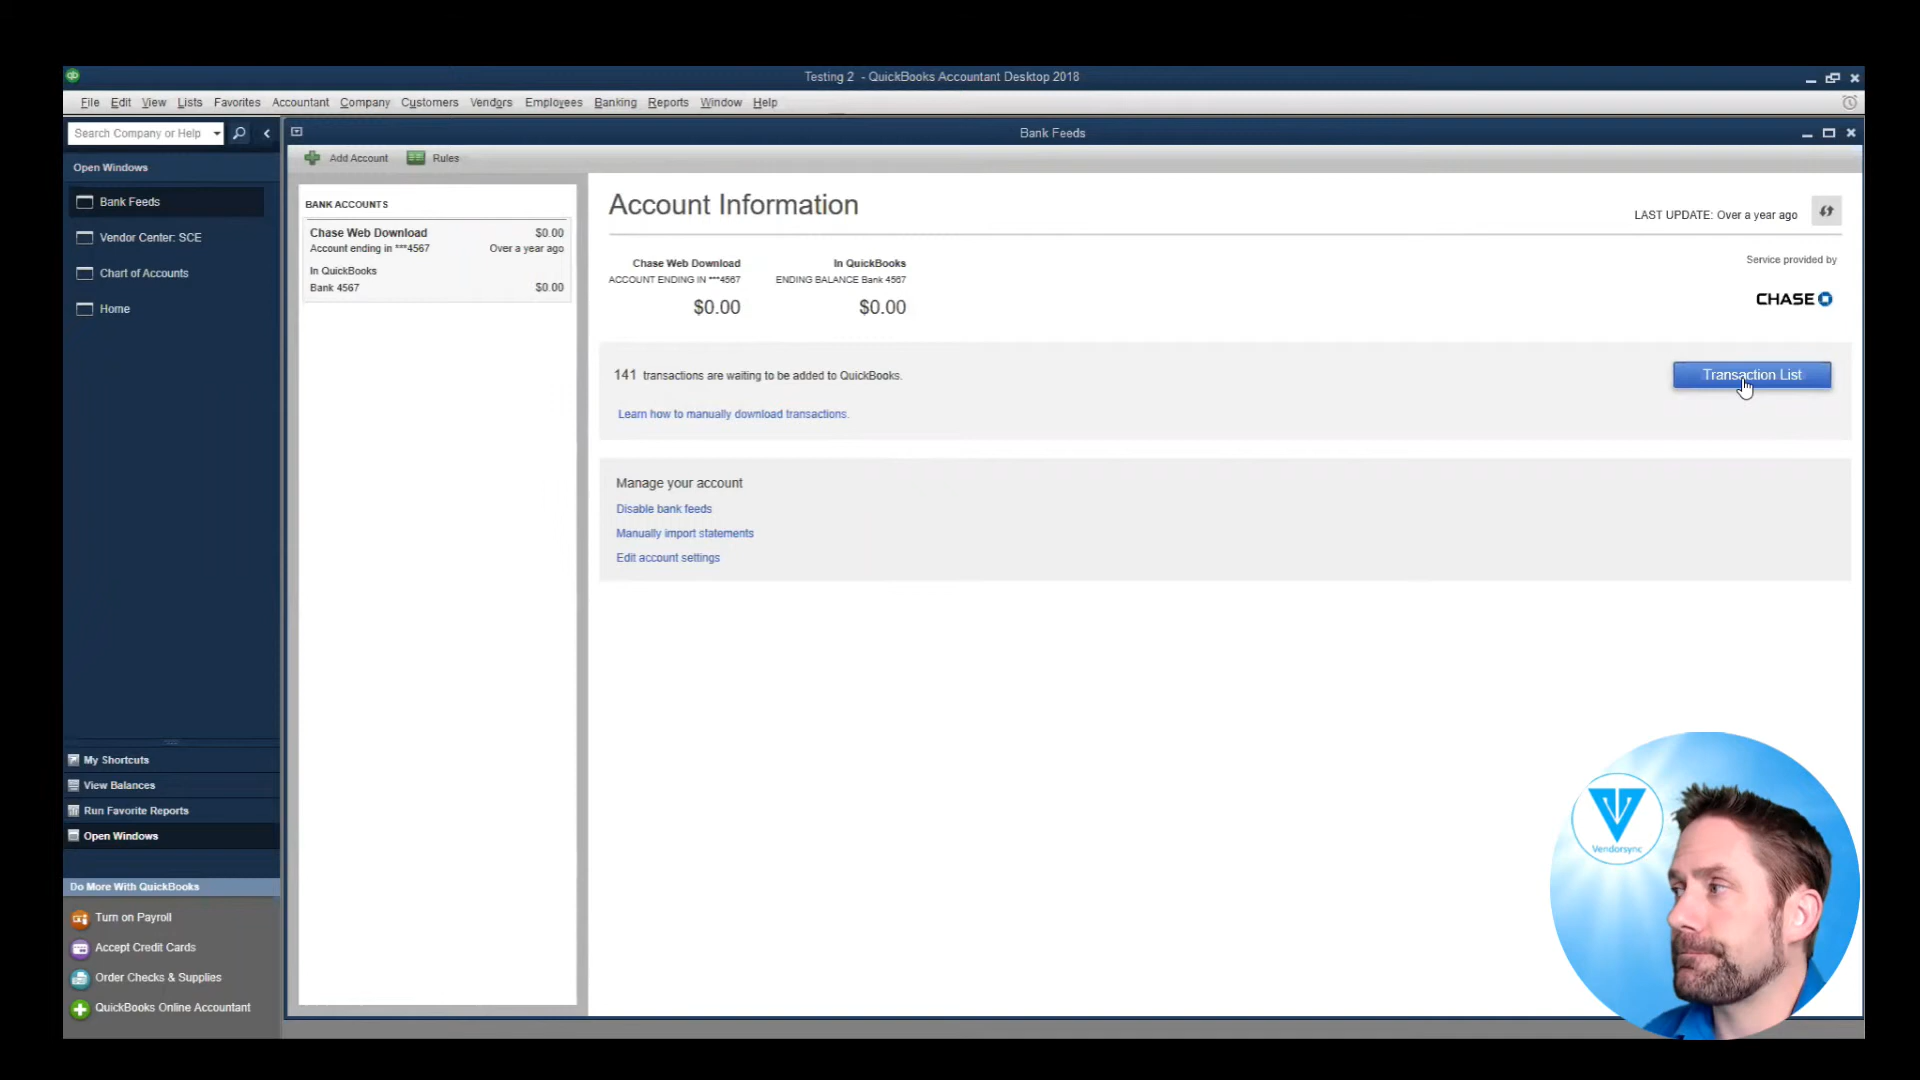 Testing 2 - QuickBooks Accountant Desktop 2018
File Edit View Lists Favorites Accountant Company Customers Vendors Employees Banking Reports Window Help
Search Company or Help
Bank Feeds
Add Account Rules
Open Windows
Bank Feeds
Vendor Center: SCE
Chart of Accounts
Home
My Shortcuts
View Balances
Run Favorite Reports
Open Windows
Do More With QuickBooks
Turn on Payroll
Accept Credit Cards
Order Checks & Supplies
QuickBooks Online Accountant
BANK ACCOUNTS
Chase Web Download $0.00
Account ending in ***4567 Over a year ago
In QuickBooks
Bank 4567 $0.00
Account Information
LAST UPDATE: Over a year ago
Chase Web Download In QuickBooks
ACCOUNT ENDING IN ***4567 ENDING BALANCE Bank 4567
$0.00 $0.00
Service provided by
CHASE
141 transactions are waiting to be added to QuickBooks.
Transaction List
Learn how to manually download transactions.
Manage your account
Disable bank feeds
Manually import statements
Edit account settings
Vendorsync